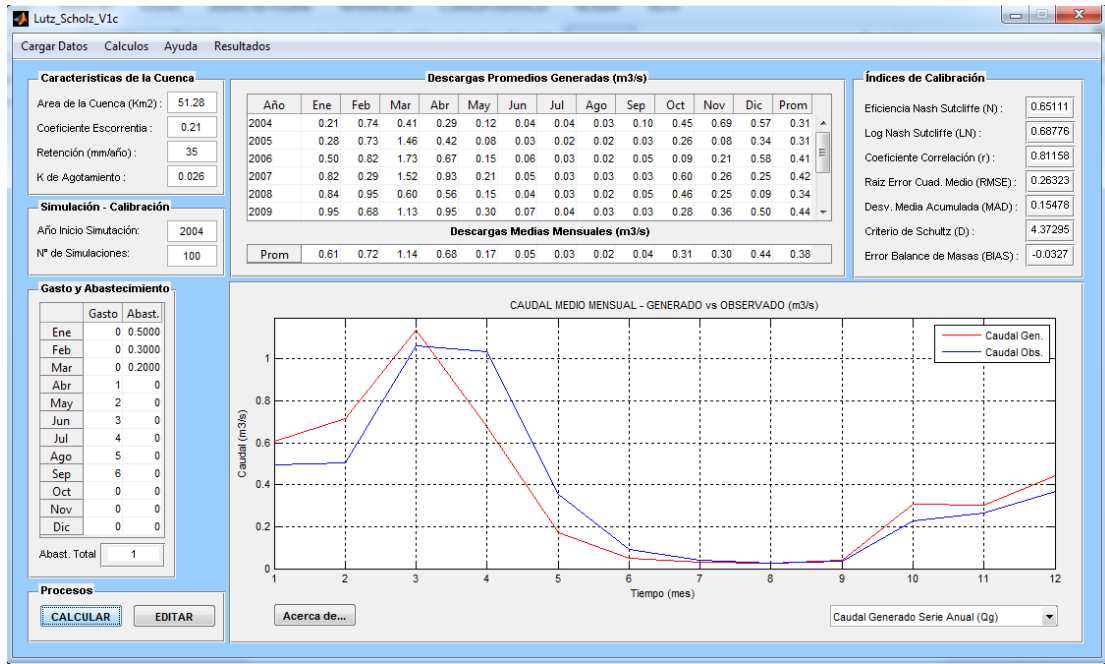 Lutz_Scholz_V1c
Cargar Datos Calculos Ayuda Resultados
Caracteristicas de la Cuenca
Area de la Cuenca (Km2) : 51.28
Coeficiente Escorrentia : 0.21
Retención (mm/año) : 35
K de Agotamiento : 0.026
Simulación - Calibración
Año Inicio Simutación: 2004
N° de Simulaciones: 100
Descargas Promedios Generadas (m3/s)
Año Ene Feb Mar Abr May Jun Jul Ago Sep Oct Nov Dic Prom
2004 0.21 0.74 0.41 0.29 0.12 0.04 0.04 0.03 0.10 0.45 0.69 0.57 0.31
2005 0.28 0.73 1.46 0.42 0.08 0.03 0.02 0.02 0.03 0.26 0.08 0.34 0.31
2006 0.50 0.82 1.73 0.67 0.15 0.06 0.03 0.02 0.05 0.09 0.21 0.58 0.41
2007 0.82 0.29 1.52 0.93 0.21 0.05 0.03 0.03 0.03 0.60 0.26 0.25 0.42
2008 0.84 0.95 0.60 0.56 0.15 0.04 0.03 0.02 0.05 0.46 0.25 0.09 0.34
2009 0.95 0.68 1.13 0.95 0.30 0.07 0.04 0.03 0.03 0.28 0.36 0.50 0.44
Descargas Medias Mensuales (m3/s)
Prom 0.61 0.72 1.14 0.68 0.17 0.05 0.03 0.02 0.04 0.31 0.30 0.44 0.38
Índices de Calibración
Eficiencia Nash Sutcliffe (N) : 0.65111
Log Nash Sutcliffe (LN) : 0.68776
Coeficiente Correlación (r) : 0.81158
Raiz Error Cuad. Medio (RMSE) : 0.26323
Desv. Media Acumulada (MAD) : 0.15478
Criterio de Schultz (D) : 4.37295
Error Balance de Masas (BIAS) : -0.0327
Gasto y Abastecimiento
Gasto Abast.
Ene 0 0.5000
Feb 0 0.3000
Mar 0 0.2000
Abr 1 0
May 2 0
Jun 3 0
Jul 4 0
Ago 5 0
Sep 6 0
Oct 0 0
Nov 0 0
Dic 0 0
Abast. Total 1
Procesos
CALCULAR EDITAR
CAUDAL MEDIO MENSUAL - GENERADO vs OBSERVADO (m3/s)
Caudal Gen.
Caudal Obs.
Caudal (m3/s)
1
0.8
0.6
0.4
0.2
0
1 2 3 4 5 6 7 8 9 10 11 12
Tiempo (mes)
Acerca de...
Caudal Generado Serie Anual (Qg)